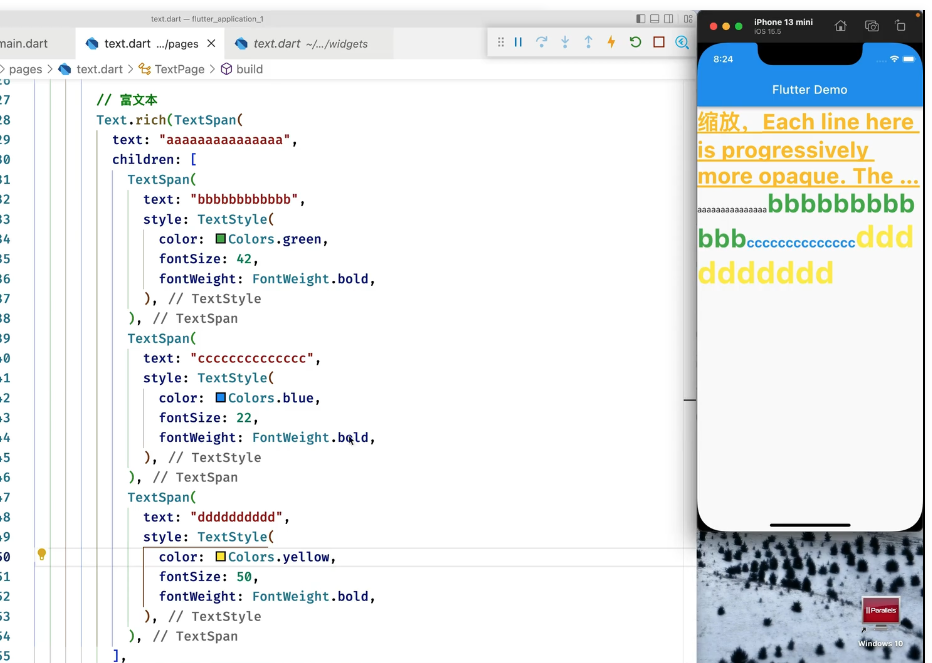 text.dart — flutter_application_1
main.dart
text.dart .../pages
text.dart ~/.../widgets
pages > text.dart > TextPage > build
27 // 富文本
28 Text.rich(TextSpan(
29 text: "aaaaaaaaaaaaaaa",
30 children: [
31 TextSpan(
32 text: "bbbbbbbbbbbb",
33 style: TextStyle(
34 color: Colors.green,
35 fontSize: 42,
36 fontWeight: FontWeight.bold,
37 ), // TextStyle
38 ), // TextSpan
39 TextSpan(
40 text: "cccccccccccccc",
41 style: TextStyle(
42 color: Colors.blue,
43 fontSize: 22,
44 fontWeight: FontWeight.bold,
45 ), // TextStyle
46 ), // TextSpan
47 TextSpan(
48 text: "dddddddddd",
49 style: TextStyle(
50 color: Colors.yellow,
51 fontSize: 50,
52 fontWeight: FontWeight.bold,
53 ), // TextStyle
54 ), // TextSpan
55 ],
iPhone 13 mini
iOS 15.5
8:24
Flutter Demo
缩放，Each line here
is progressively
more opaque. The ...
aaaaaaaaaaaaaaabbbbbbbbb
bbbccccccccccccccddd
ddddddd
Parallels
Windows 10